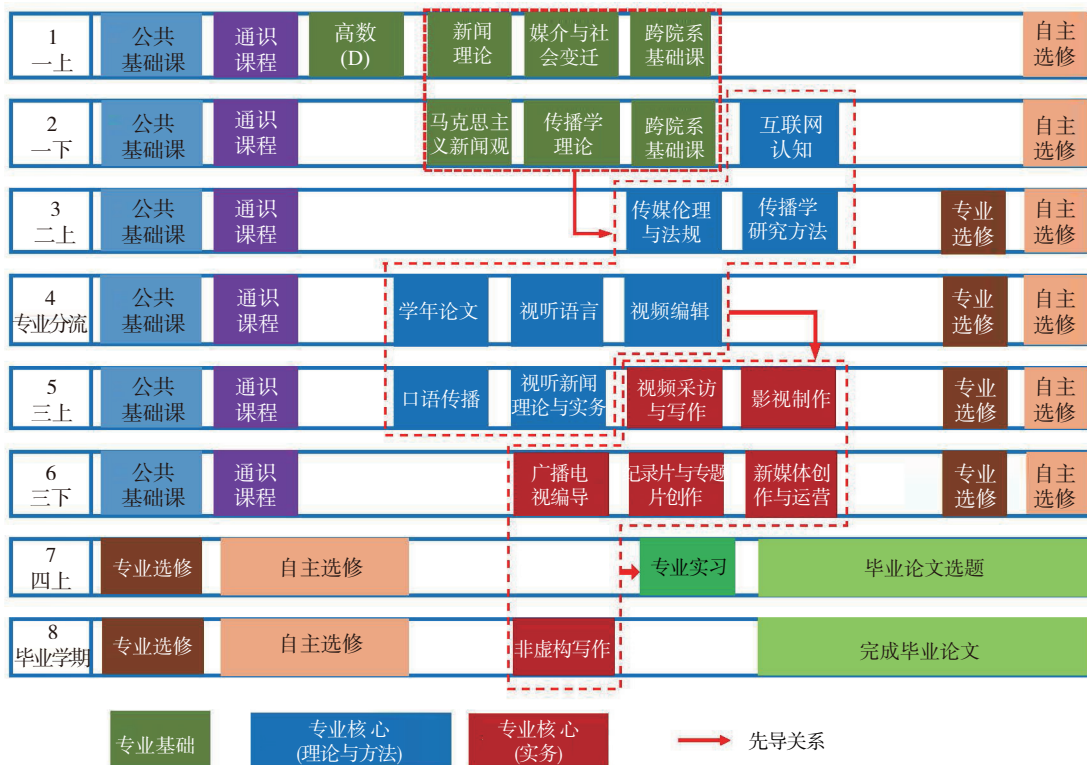 1
一上
公共
基础课
通识
课程
高数
(D)
新闻
理论
媒介与社
会变迁
跨院系
基础课
自主
选修
2
一下
公共
基础课
通识
课程
马克思主
义新闻观
传播学
理论
跨院系
基础课
互联网
认知
自主
选修
3
二上
公共
基础课
通识
课程
传媒伦理
与法规
传播学
研究方法
专业
选修
自主
选修
4
专业分流
公共
基础课
通识
课程
学年论文
视听语言
视频编辑
专业
选修
自主
选修
5
三上
公共
基础课
通识
课程
口语传播
视听新闻
理论与实务
视频采访
与写作
影视制作
专业
选修
自主
选修
6
三下
公共
基础课
通识
课程
广播电
视编导
记录片与专题
片创作
新媒体创
作与运营
专业
选修
自主
选修
7
四上
专业选修
自主选修
专业实习
毕业论文选题
8
毕业学期
专业选修
自主选修
非虚构写作
完成毕业论文
专业基础
专业核心
(理论与方法)
专业核心
(实务)
先导关系